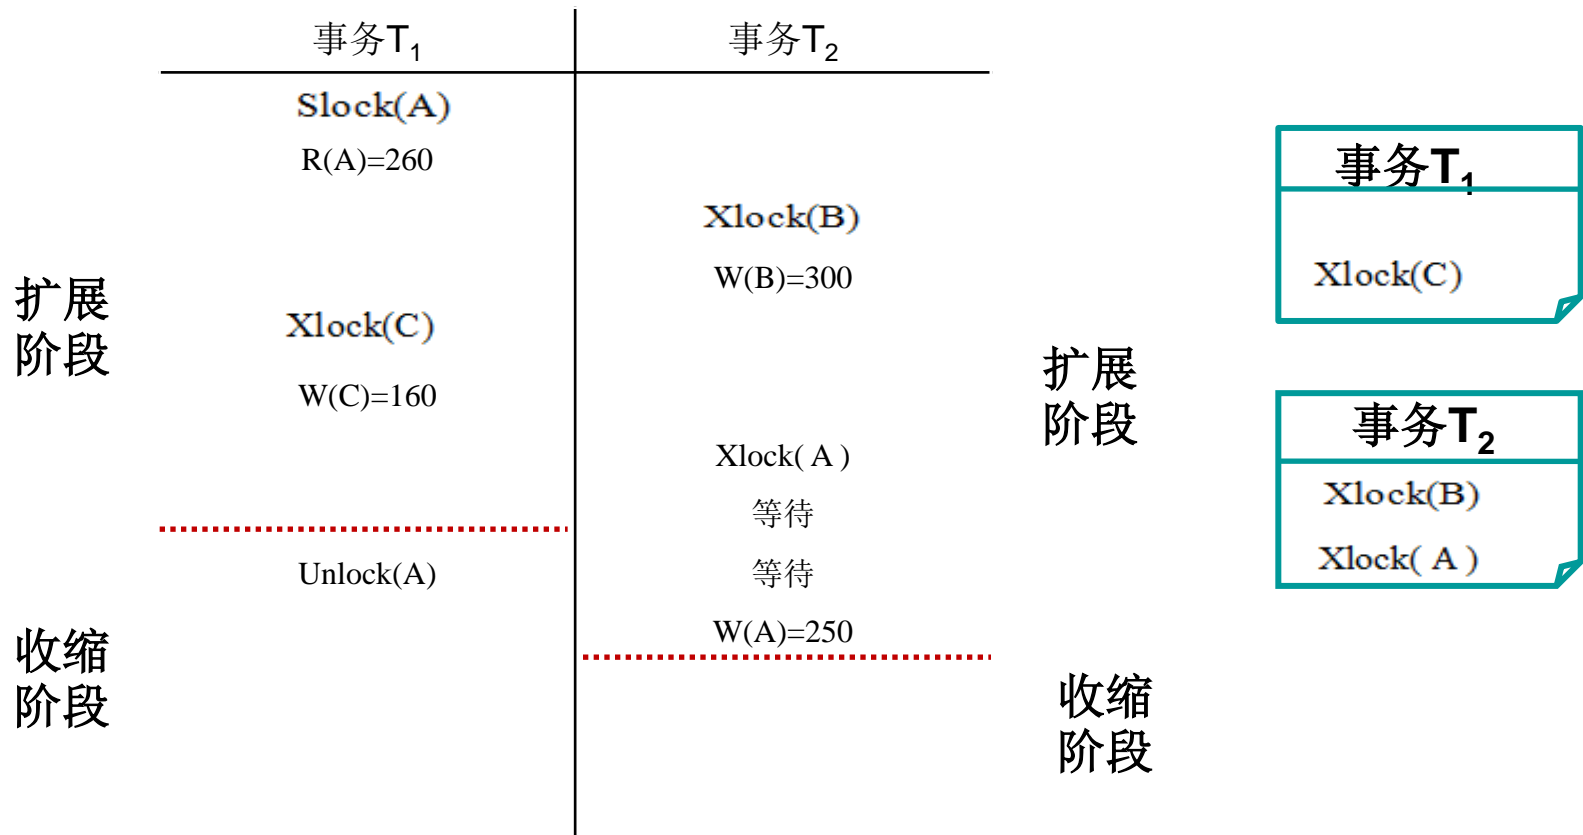 事务T₁
事务T₂
Slock(A)
R(A)=260
Xlock(B)
W(B)=300
Xlock(C)
W(C)=160
Xlock( A )
等待
Unlock(A)
等待
W(A)=250
扩展
阶段
收缩
阶段
扩展
阶段
收缩
阶段
事务T₁
Xlock(C)
事务T₂
Xlock(B)
Xlock( A )